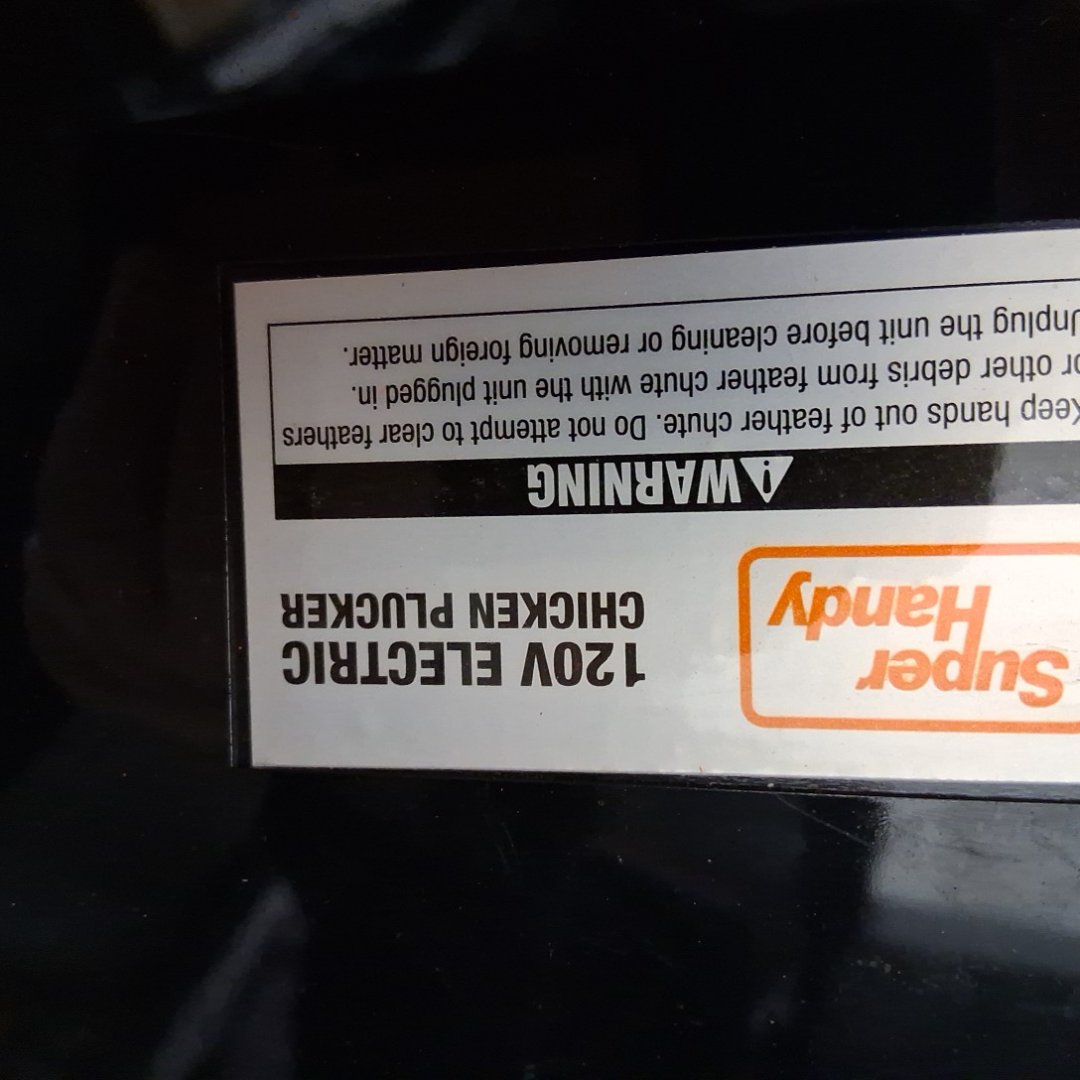 Super
Handy
120V ELECTRIC
CHICKEN PLUCKER
WARNING
Keep hands out of feather chute. Do not attempt to clear feathers
or other debris from feather chute with the unit plugged in.
Unplug the unit before cleaning or removing foreign matter.